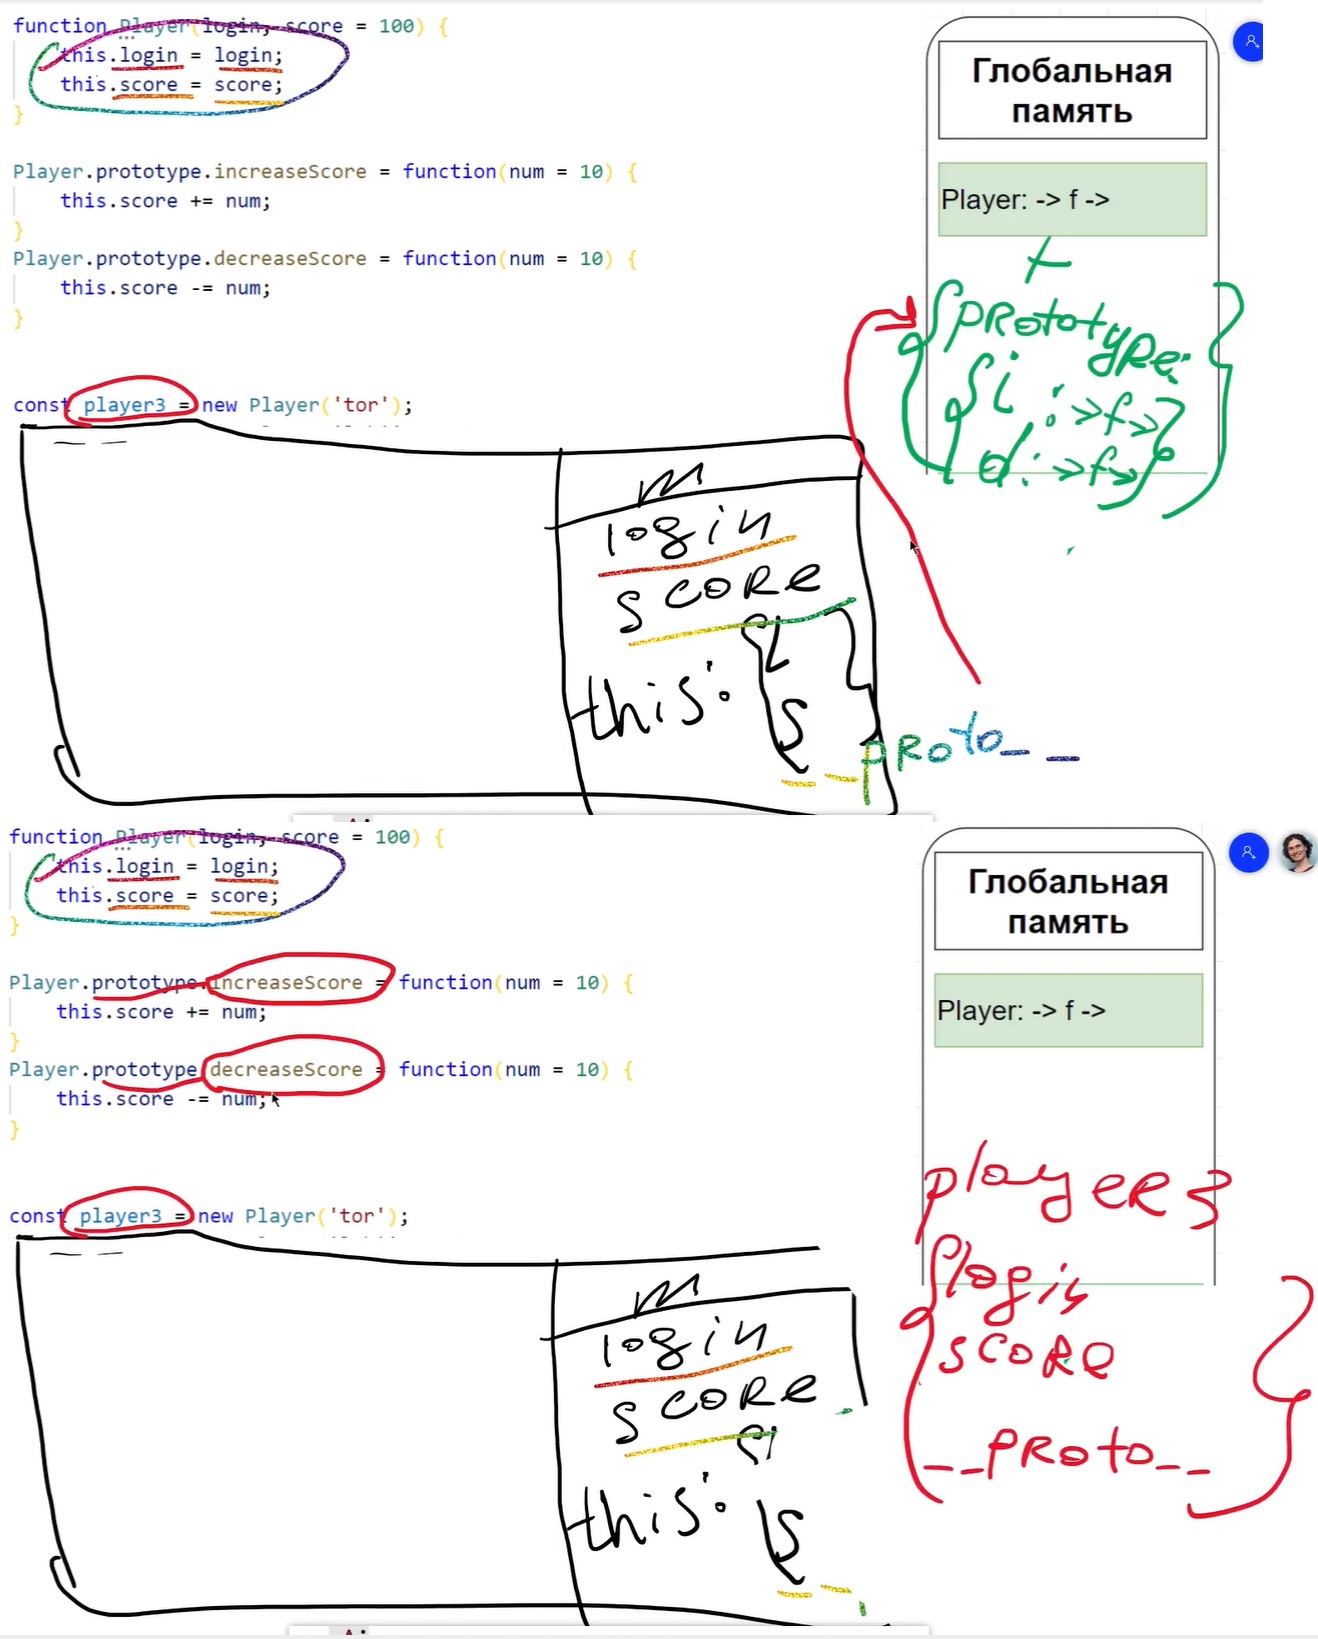 function Player(login, score = 100) {
this.login = login;
this.score = score;
}
Player.prototype.increaseScore = function(num = 10) {
this.score += num;
}
Player.prototype.decreaseScore = function(num = 10) {
this.score -= num;
}
const player3 = new Player('tor');
Глобальная
память
Player: -> f ->
+
{ prototype:
{ i : -> f ->
d : -> f -> } }
m
login
score
this: { l
s }
__proto__
function Player(login, score = 100) {
this.login = login;
this.score = score;
}
Player.prototype.increaseScore = function(num = 10) {
this.score += num;
}
Player.prototype.decreaseScore = function(num = 10) {
this.score -= num;
}
const player3 = new Player('tor');
Глобальная
память
Player: -> f ->
player3
{ login
score
__proto__ }
m
login
score
this:
s